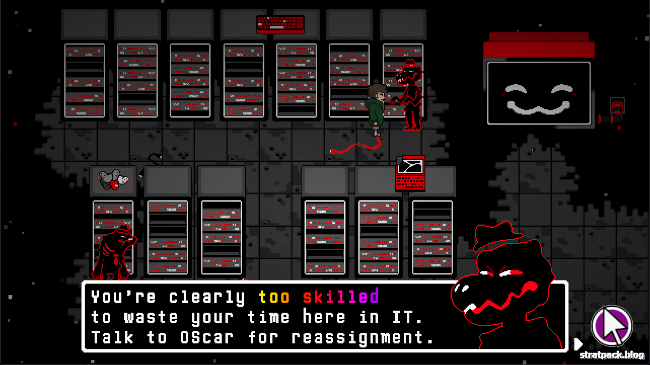 You're clearly too skilled
to waste your time here in IT.
Talk to OScar for reassignment.
stratpack.blog